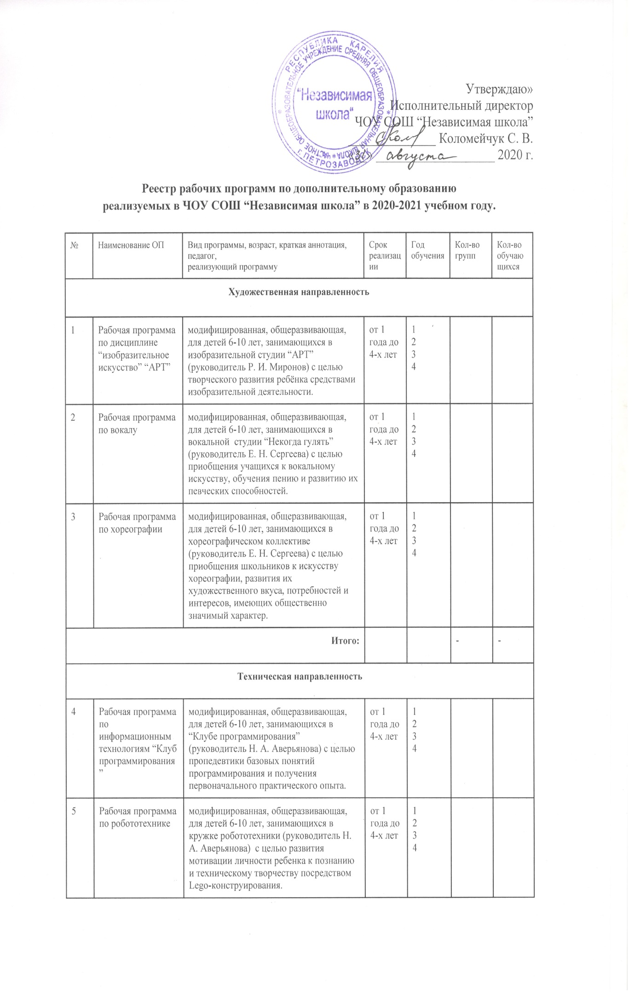 РЕСПУБЛИКА КАРЕЛИЯ
* ЧАСТНОЕ ОБЩЕОБРАЗОВАТЕЛЬНОЕ УЧРЕЖДЕНИЕ СРЕДНЯЯ ОБЩЕОБРАЗОВАТЕЛЬНАЯ ШКОЛА
* г. ПЕТРОЗАВОДСК *
“Независимая
школа“
Утверждаю»
Исполнительный директор
ЧОУ СОШ “Независимая школа”
Коломейчук С. В.
«31» августа 2020 г.
Реестр рабочих программ по дополнительному образованию
реализуемых в ЧОУ СОШ “Независимая школа” в 2020-2021 учебном году.
№
Наименование ОП
Вид программы, возраст, краткая аннотация,
педагог,
реализующий программу
Срок
реализац
ии
Год
обучения
Кол-во
групп
Кол-во
обучаю
щихся
Художественная направленность
1
Рабочая программа
по дисциплине
“изобразительное
искусство” “АРТ”
модифицированная, общеразвивающая,
для детей 6-10 лет, занимающихся в
изобразительной студии “АРТ”
(руководитель Р. И. Миронов) с целью
творческого развития ребёнка средствами
изобразительной деятельности.
от 1
года до
4-х лет
1
2
3
4
2
Рабочая программа
по вокалу
модифицированная, общеразвивающая,
для детей 6-10 лет, занимающихся в
вокальной студии “Некогда гулять”
(руководитель Е. Н. Сергеева) с целью
приобщения учащихся к вокальному
искусству, обучения пению и развитию их
певческих способностей.
от 1
года до
4-х лет
1
2
3
4
3
Рабочая программа
по хореографии
модифицированная, общеразвивающая,
для детей 6-10 лет, занимающихся в
хореографическом коллективе
(руководитель Е. Н. Сергеева) с целью
приобщения школьников к искусству
хореографии, развития их
художественного вкуса, потребностей и
интересов, имеющих общественно
значимый характер.
от 1
года до
4-х лет
1
2
3
4
Итого:
-
-
Техническая направленность
4
Рабочая программа
по
информационным
технологиям “Клуб
программирования
”
модифицированная, общеразвивающая,
для детей 6-10 лет, занимающихся в
“Клубе программирования”
(руководитель Н. А. Аверьянова) с целью
пропедевтики базовых понятий
программирования и получения
первоначального практического опыта.
от 1
года до
4-х лет
1
2
3
4
5
Рабочая программа
по робототехнике
модифицированная, общеразвивающая,
для детей 6-10 лет, занимающихся в
кружке робототехники (руководитель Н.
А. Аверьянова) с целью развития
мотивации личности ребенка к познанию
и техническому творчеству посредством
Lego-конструирования.
от 1
года до
4-х лет
1
2
3
4